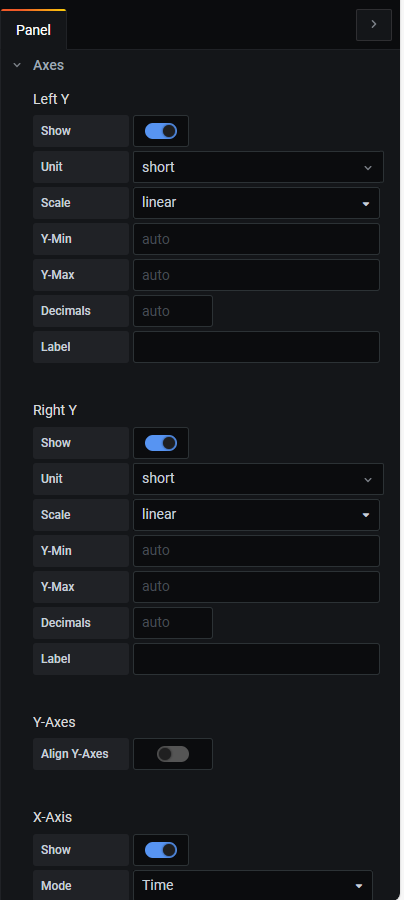 Panel
Axes
Left Y
Show
Unit short
Scale linear
Y-Min auto
Y-Max auto
Decimals auto
Label
Right Y
Show
Unit short
Scale linear
Y-Min auto
Y-Max auto
Decimals auto
Label
Y-Axes
Align Y-Axes
X-Axis
Show
Mode Time